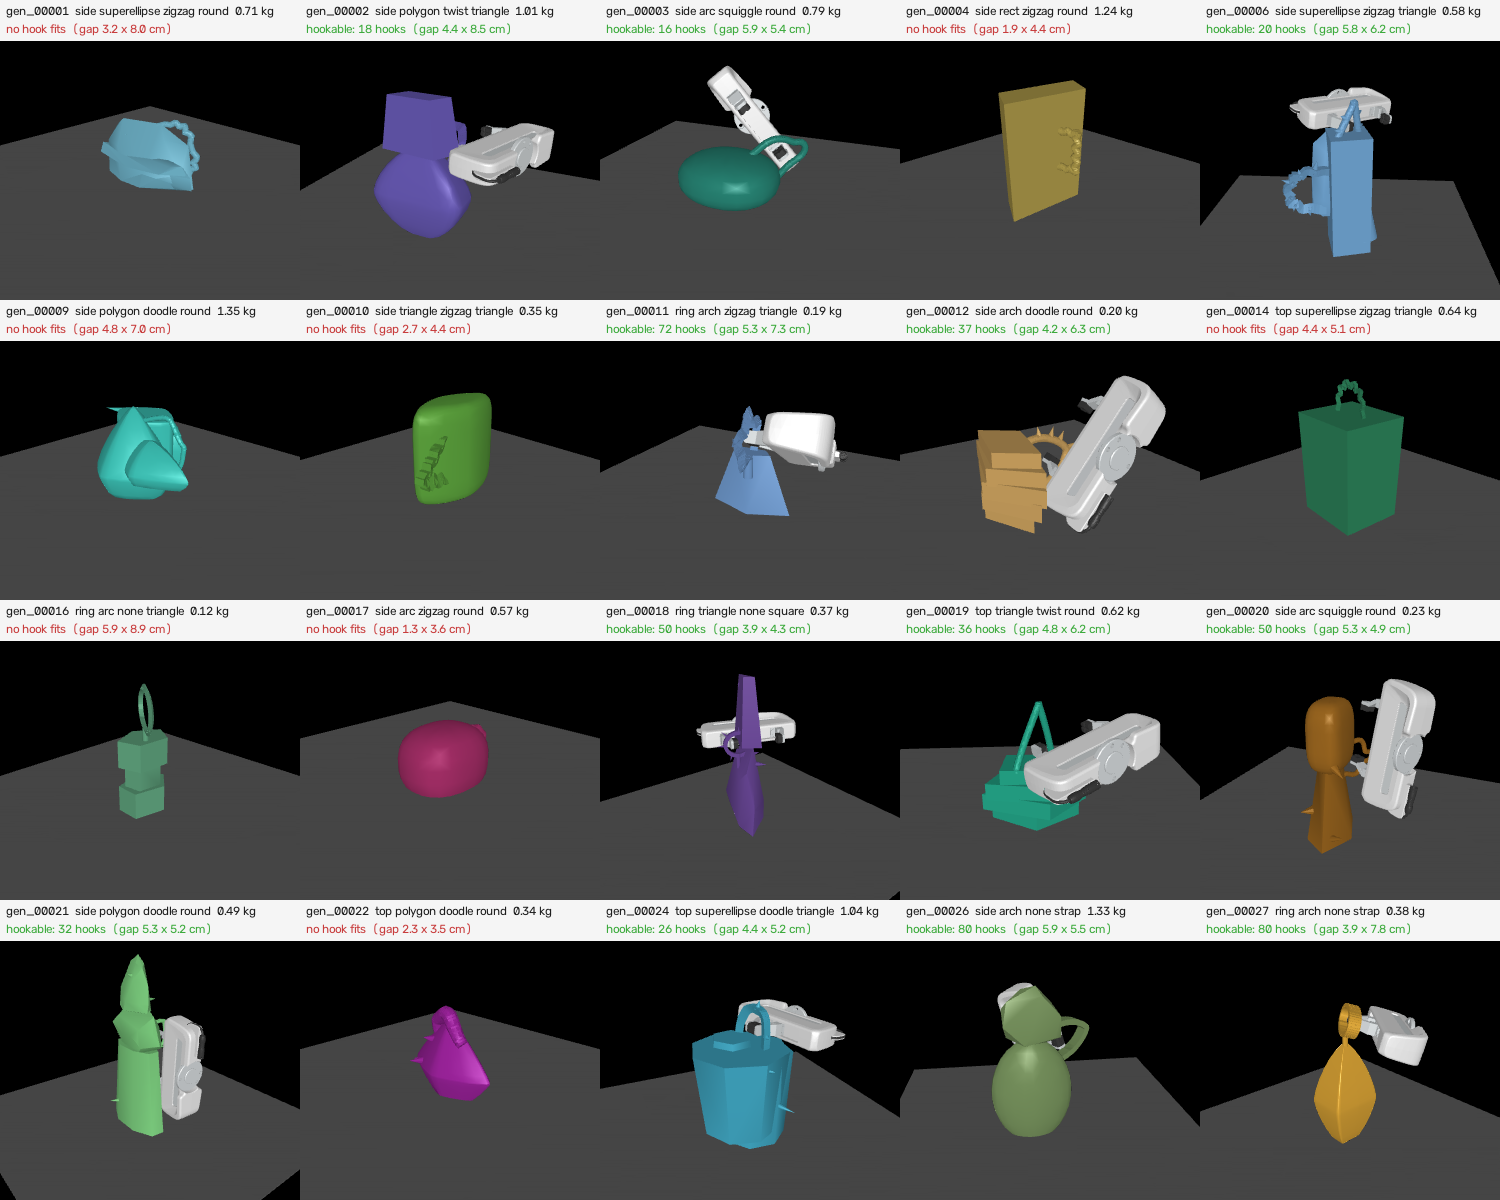 gen_00001 side superellipse zigzag round 0.71 kg
no hook fits (gap 3.2 x 8.0 cm)
gen_00002 side polygon twist triangle 1.01 kg
hookable: 18 hooks (gap 4.4 x 8.5 cm)
gen_00003 side arc squiggle round 0.79 kg
hookable: 16 hooks (gap 5.9 x 5.4 cm)
gen_00004 side rect zigzag round 1.24 kg
no hook fits (gap 1.9 x 4.4 cm)
gen_00006 side superellipse zigzag triangle 0.58 kg
hookable: 20 hooks (gap 5.8 x 6.2 cm)
gen_00009 side polygon doodle round 1.35 kg
no hook fits (gap 4.8 x 7.0 cm)
gen_00010 side triangle zigzag triangle 0.35 kg
no hook fits (gap 2.7 x 4.4 cm)
gen_00011 ring arch zigzag triangle 0.19 kg
hookable: 72 hooks (gap 5.3 x 7.3 cm)
gen_00012 side arch doodle round 0.20 kg
hookable: 37 hooks (gap 4.2 x 6.3 cm)
gen_00014 top superellipse zigzag triangle 0.64 kg
no hook fits (gap 4.4 x 5.1 cm)
gen_00016 ring arc none triangle 0.12 kg
no hook fits (gap 5.9 x 8.9 cm)
gen_00017 side arc zigzag round 0.57 kg
no hook fits (gap 1.3 x 3.6 cm)
gen_00018 ring triangle none square 0.37 kg
hookable: 50 hooks (gap 3.9 x 4.3 cm)
gen_00019 top triangle twist round 0.62 kg
hookable: 36 hooks (gap 4.8 x 6.2 cm)
gen_00020 side arc squiggle round 0.23 kg
hookable: 50 hooks (gap 5.3 x 4.9 cm)
gen_00021 side polygon doodle round 0.49 kg
hookable: 32 hooks (gap 5.3 x 5.2 cm)
gen_00022 top polygon doodle round 0.34 kg
no hook fits (gap 2.3 x 3.5 cm)
gen_00024 top superellipse doodle triangle 1.04 kg
hookable: 26 hooks (gap 4.4 x 5.2 cm)
gen_00026 side arch none strap 1.33 kg
hookable: 80 hooks (gap 5.9 x 5.5 cm)
gen_00027 ring arch none strap 0.38 kg
hookable: 80 hooks (gap 3.9 x 7.8 cm)